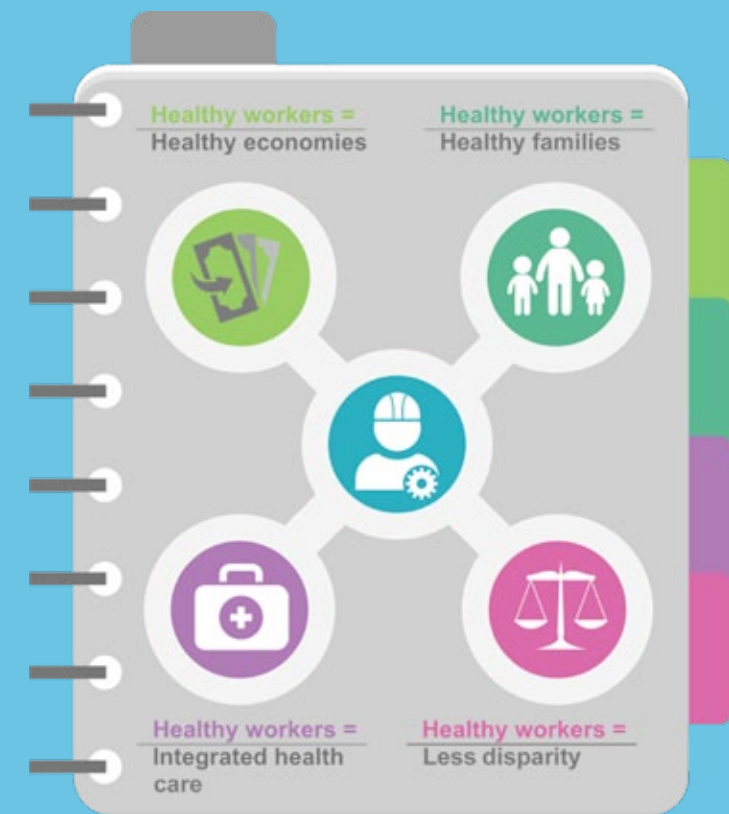 Healthy workers =
Healthy economies
Healthy workers =
Healthy families
Healthy workers =
Integrated health
care
Healthy workers =
Less disparity